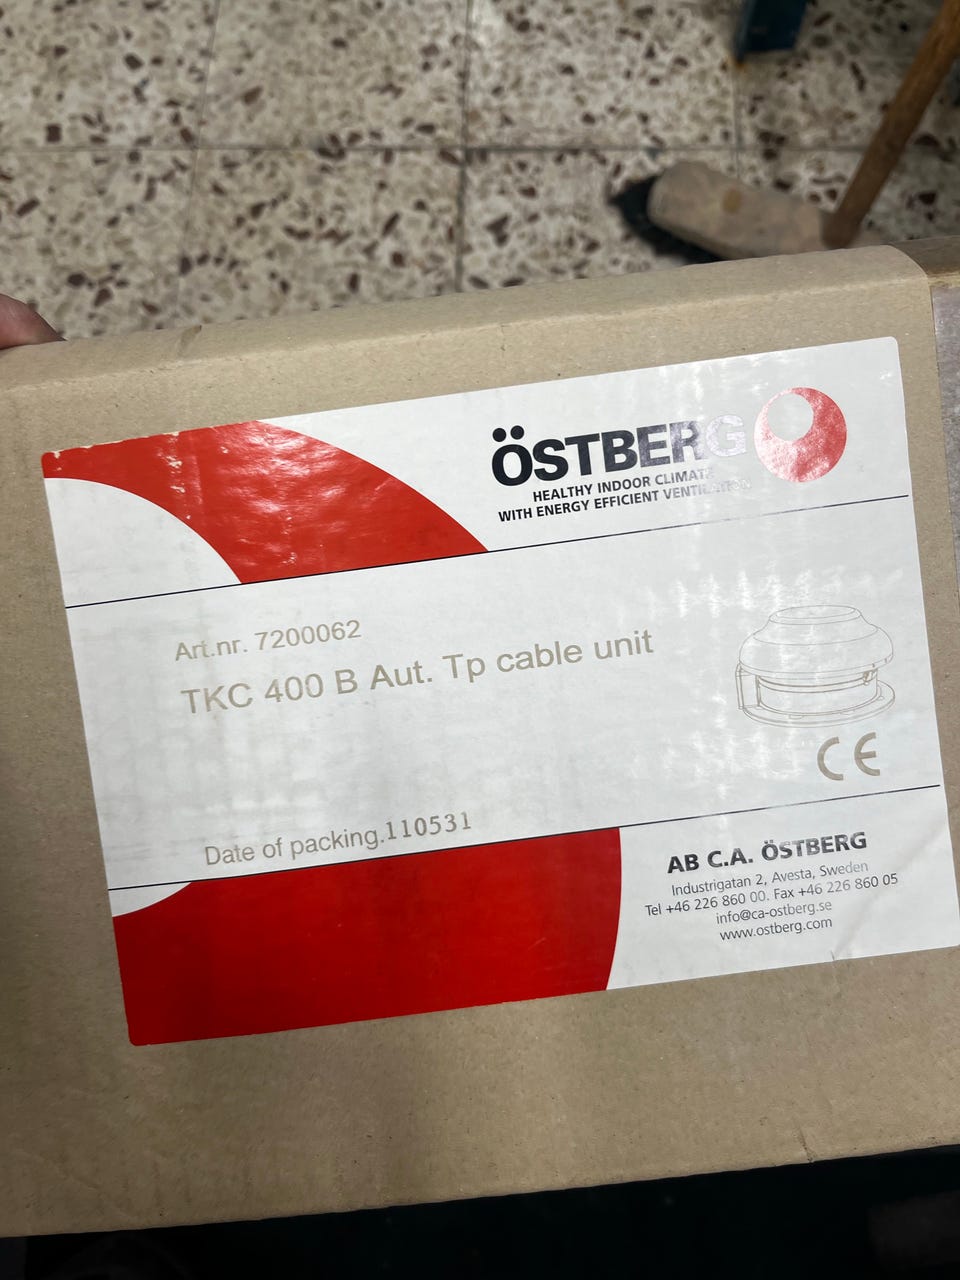 ÖSTBERG
HEALTHY INDOOR CLIMATE
WITH ENERGY EFFICIENT VENTILATION
Art.nr. 7200062
TKC 400 B Aut. Tp cable unit
CE
Date of packing.110531
AB C.A. ÖSTBERG
Industrigatan 2, Avesta, Sweden
Tel +46 226 860 00. Fax +46 226 860 05
info@ca-ostberg.se
www.ostberg.com